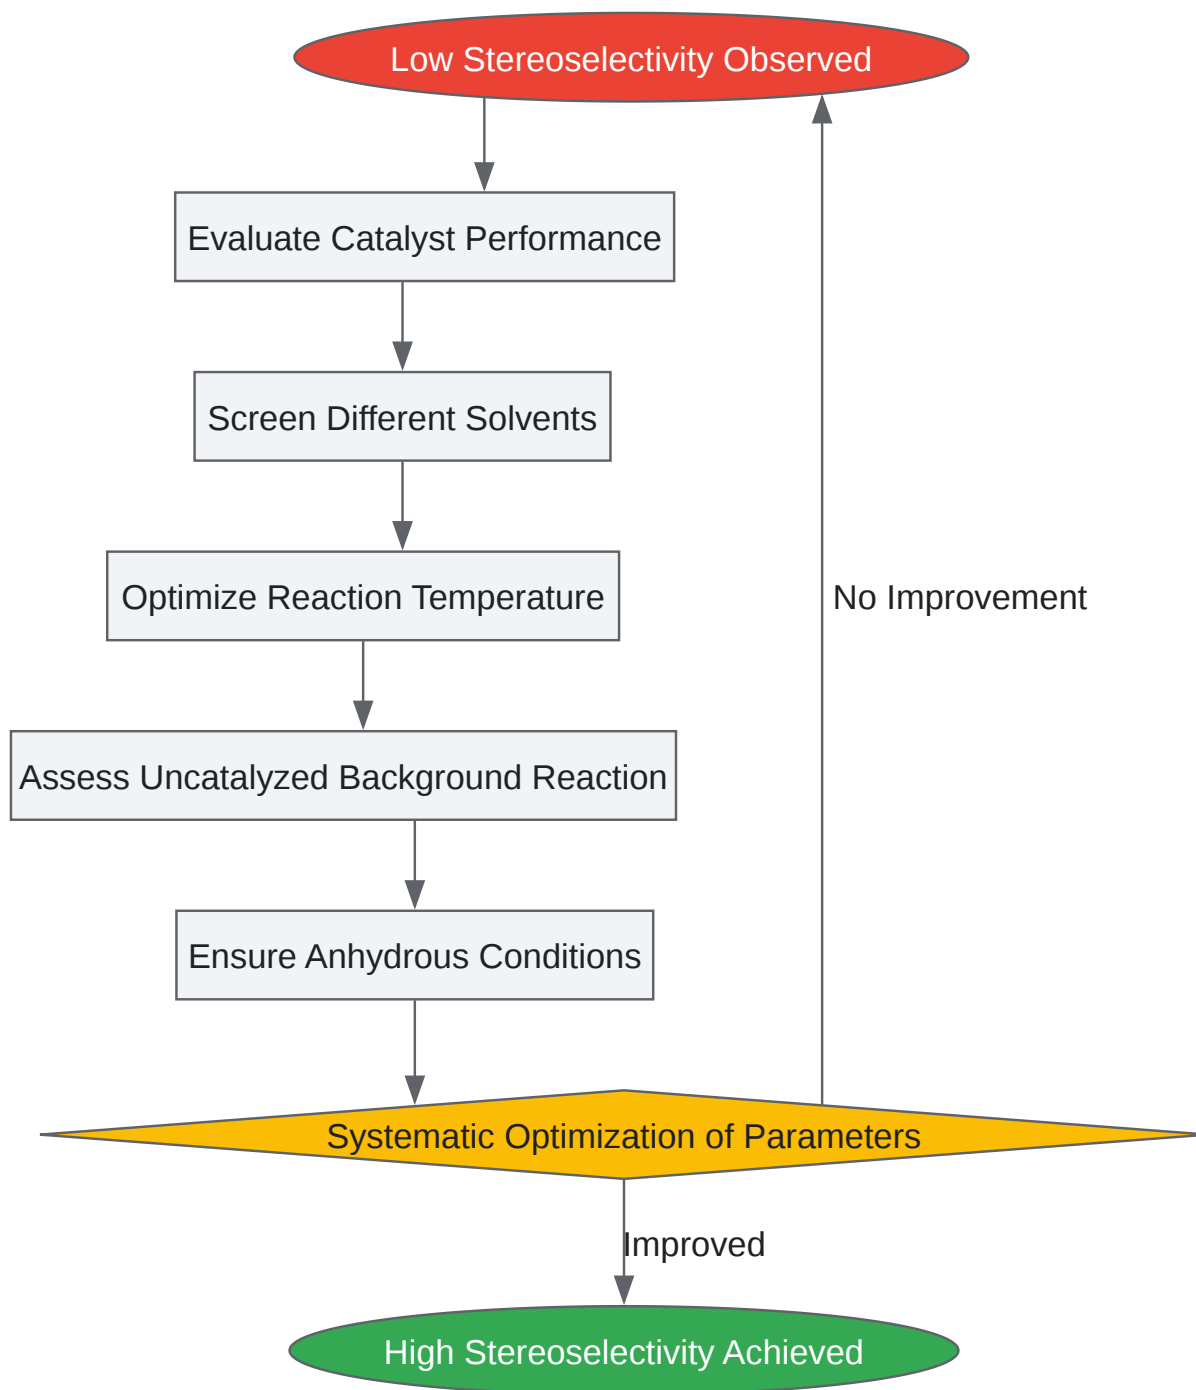 Low Stereoselectivity Observed
Evaluate Catalyst Performance
Screen Different Solvents
Optimize Reaction Temperature
No Improvement
Assess Uncatalyzed Background Reaction
Ensure Anhydrous Conditions
Systematic Optimization of Parameters
Improved
High Stereoselectivity Achieved